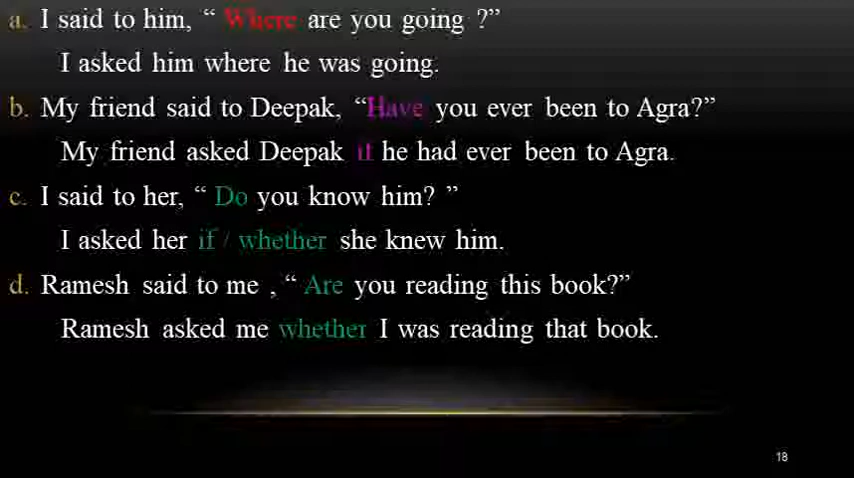 a. I said to him, “ Where are you going ?”
I asked him where he was going.
b. My friend said to Deepak, “Have you ever been to Agra?”
My friend asked Deepak if he had ever been to Agra.
c. I said to her, “ Do you know him? ”
I asked her if / whether she knew him.
d. Ramesh said to me , “ Are you reading this book?”
Ramesh asked me whether I was reading that book.
18